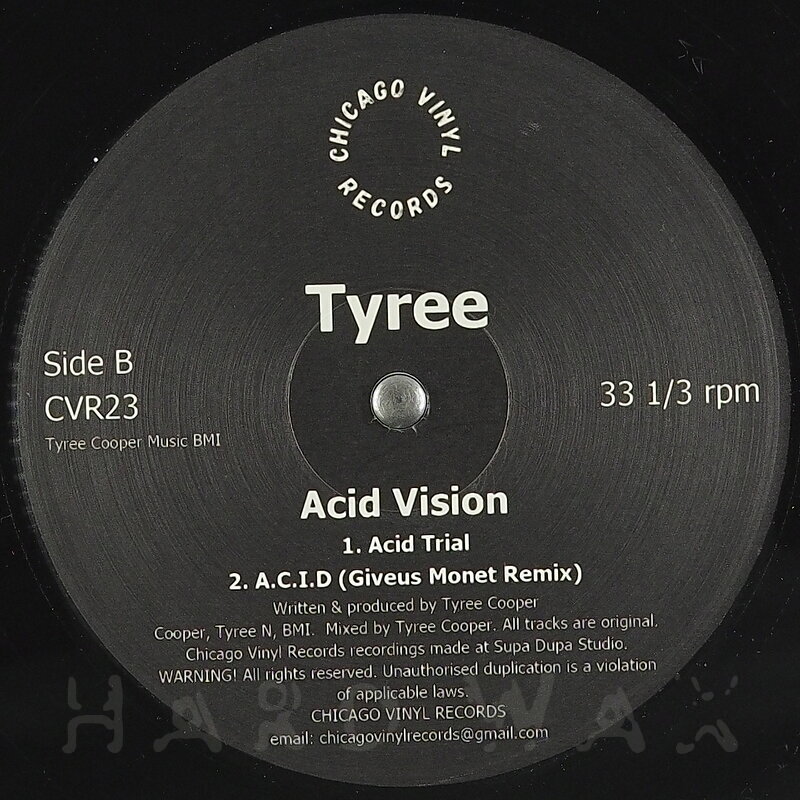 CHICAGO VINYL
RECORDS
Tyree
Side B
CVR23
Tyree Cooper Music BMI
33 1/3 rpm
Acid Vision
1. Acid Trial
2. A.C.I.D (Giveus Monet Remix)
Written & produced by Tyree Cooper
Cooper, Tyree N, BMI. Mixed by Tyree Cooper. All tracks are original.
Chicago Vinyl Records recordings made at Supa Dupa Studio.
WARNING! All rights reserved. Unauthorised duplication is a violation
of applicable laws.
CHICAGO VINYL RECORDS
email: chicagovinylrecords@gmail.com
HARD WAX